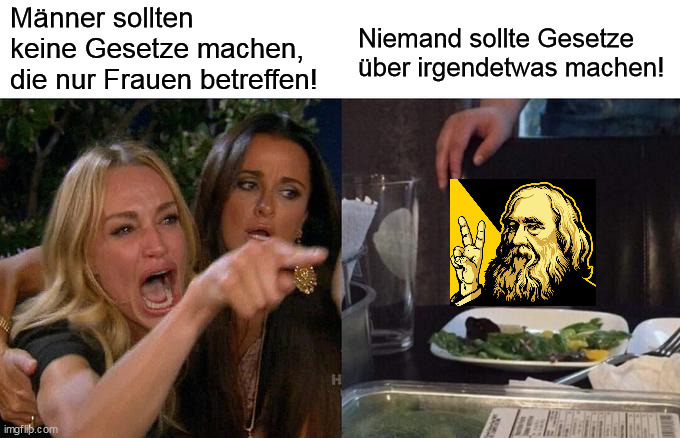 Männer sollten
keine Gesetze machen,
die nur Frauen betreffen!
Niemand sollte Gesetze
über irgendetwas machen!
imgflip.com